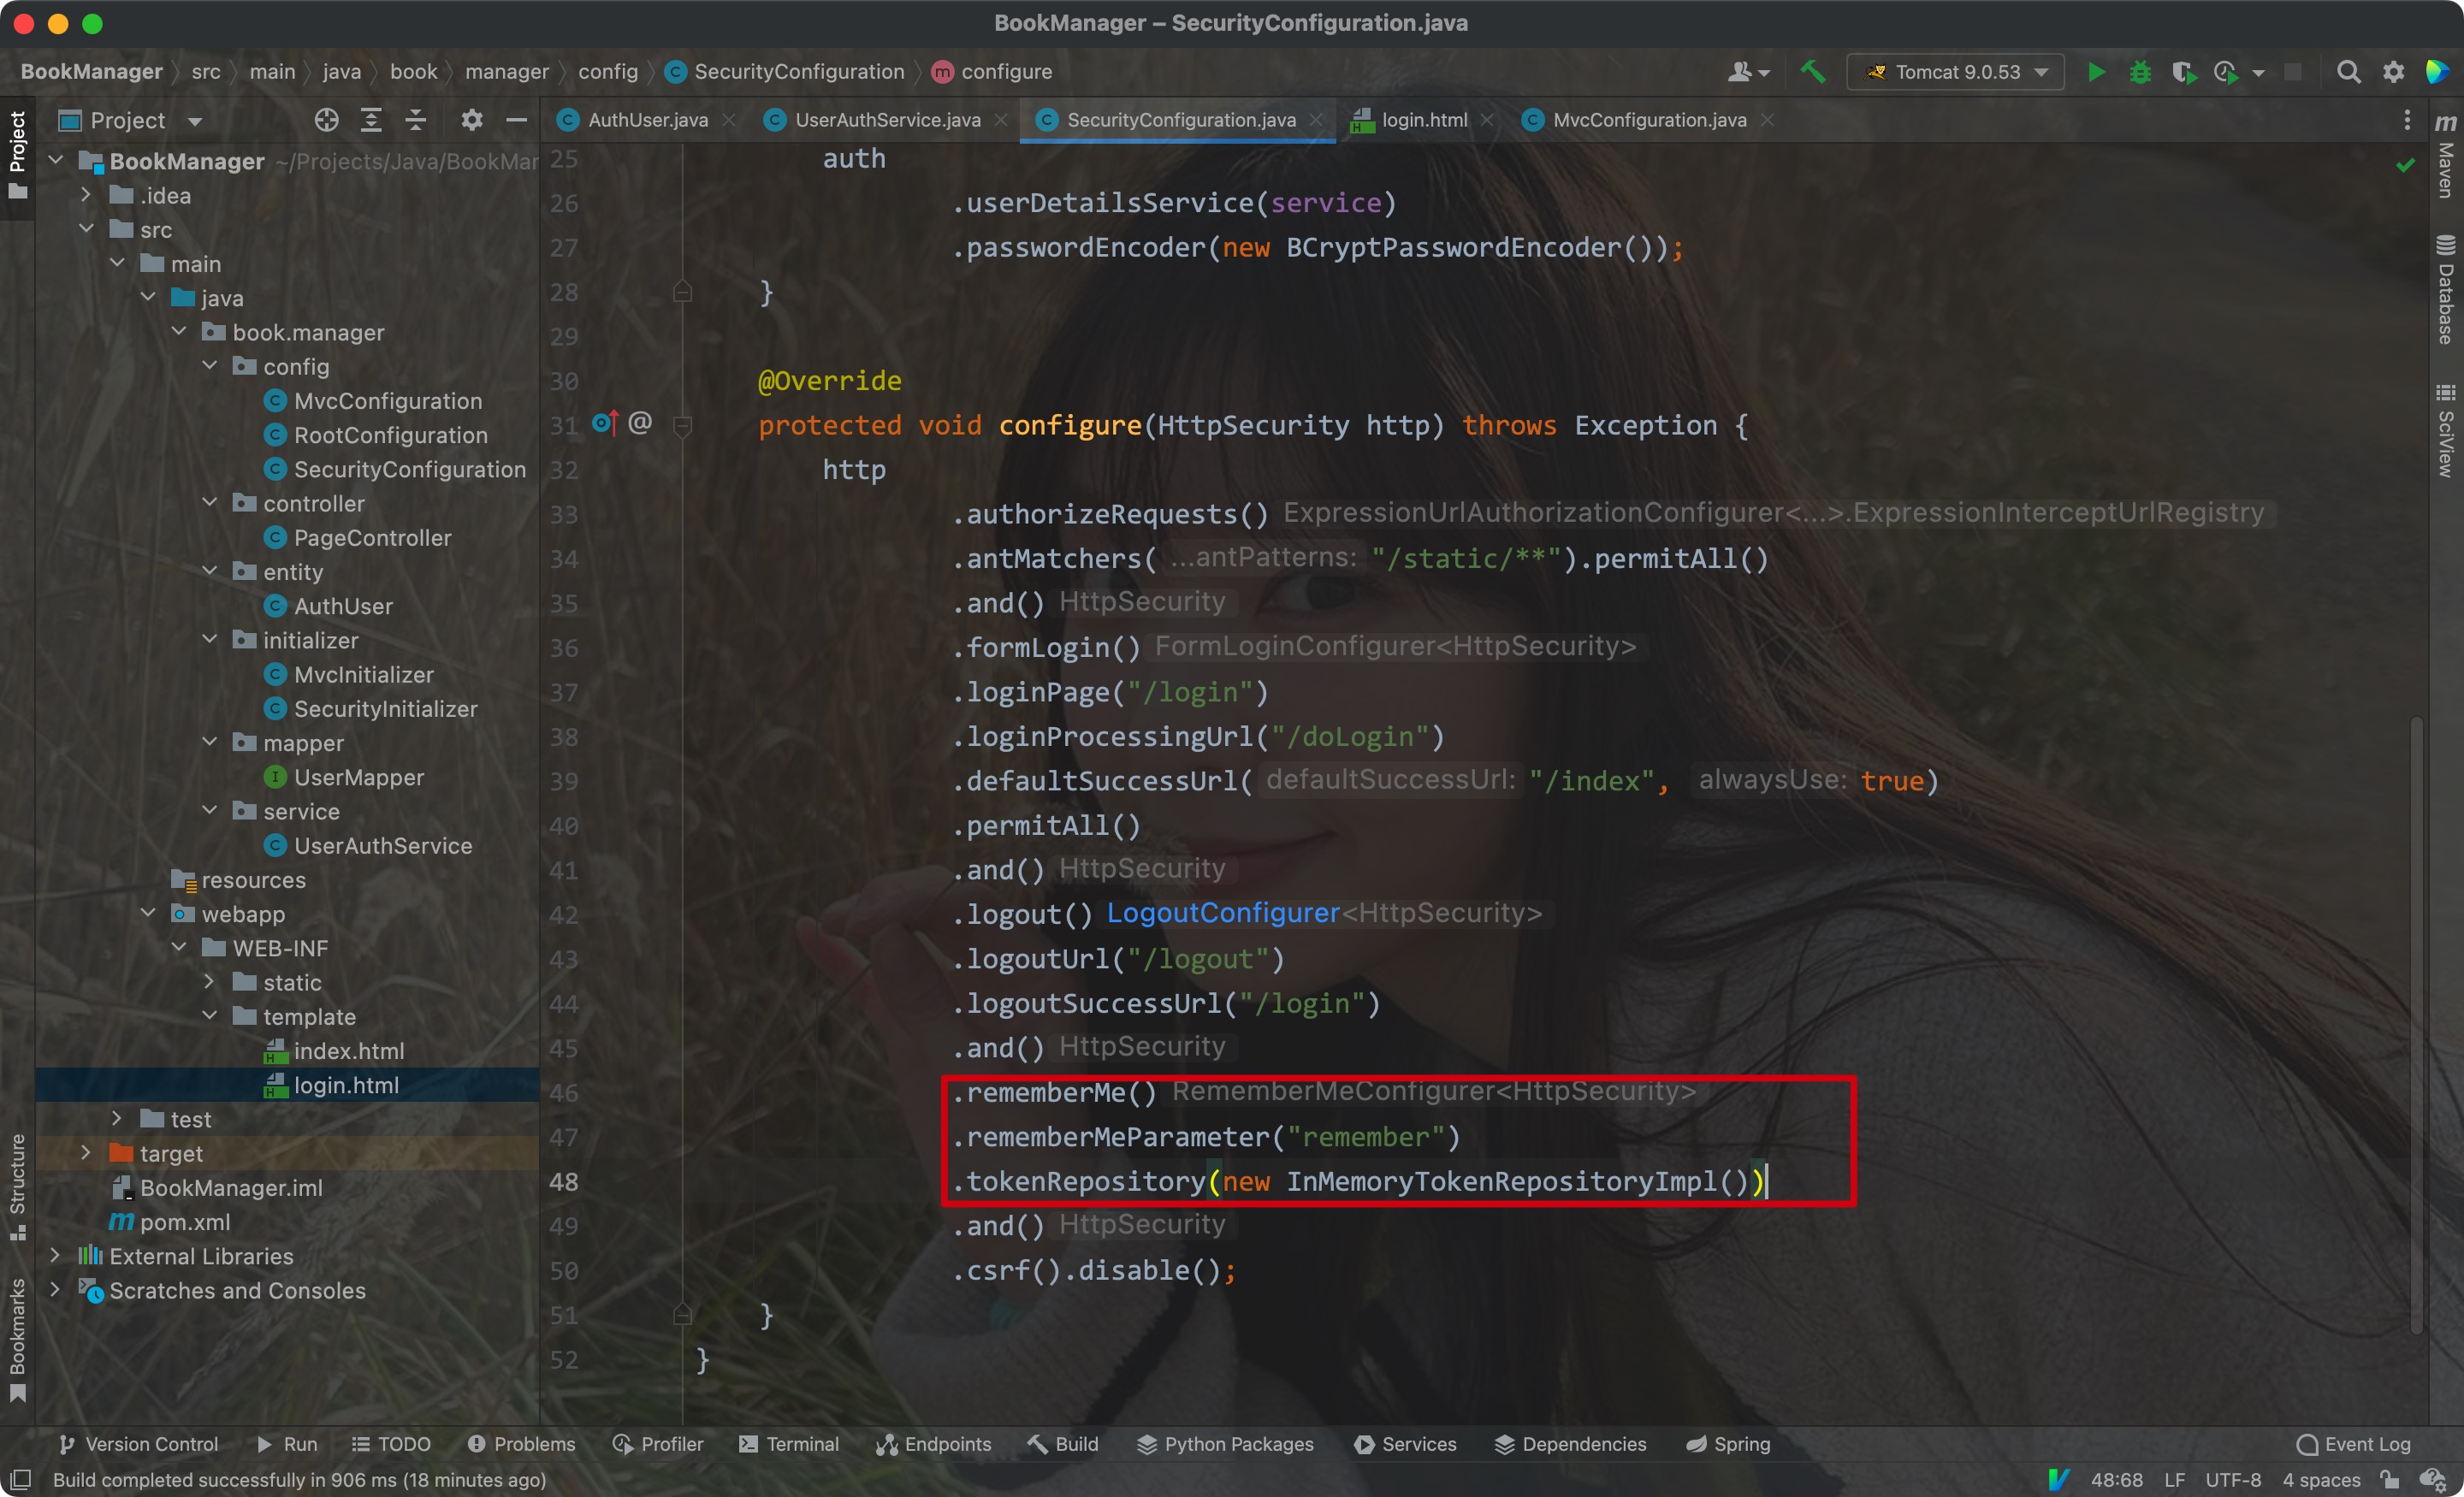 BookManager – SecurityConfiguration.java
BookManager src main java book manager config SecurityConfiguration configure
Tomcat 9.0.53
Project
AuthUser.java UserAuthService.java SecurityConfiguration.java login.html MvcConfiguration.java
Project
Structure
Bookmarks
Maven
Database
SciView
BookManager ~/Projects/Java/BookMar
.idea
src
main
java
book.manager
config
MvcConfiguration
RootConfiguration
SecurityConfiguration
controller
PageController
entity
AuthUser
initializer
MvcInitializer
SecurityInitializer
mapper
UserMapper
service
UserAuthService
resources
webapp
WEB-INF
static
template
index.html
login.html
test
target
BookManager.iml
pom.xml
External Libraries
Scratches and Consoles
25 auth
26 .userDetailsService(service)
27 .passwordEncoder(new BCryptPasswordEncoder());
28 }
29
30 @Override
31 protected void configure(HttpSecurity http) throws Exception {
32 http
33 .authorizeRequests() ExpressionUrlAuthorizationConfigurer<...>.ExpressionInterceptUrlRegistry
34 .antMatchers( ...antPatterns: "/static/**").permitAll()
35 .and() HttpSecurity
36 .formLogin() FormLoginConfigurer<HttpSecurity>
37 .loginPage("/login")
38 .loginProcessingUrl("/doLogin")
39 .defaultSuccessUrl( defaultSuccessUrl: "/index", alwaysUse: true)
40 .permitAll()
41 .and() HttpSecurity
42 .logout() LogoutConfigurer<HttpSecurity>
43 .logoutUrl("/logout")
44 .logoutSuccessUrl("/login")
45 .and() HttpSecurity
46 .rememberMe() RememberMeConfigurer<HttpSecurity>
47 .rememberMeParameter("remember")
48 .tokenRepository(new InMemoryTokenRepositoryImpl())
49 .and() HttpSecurity
50 .csrf().disable();
51 }
52 }
Version Control Run TODO Problems Profiler Terminal Endpoints Build Python Packages Services Dependencies Spring Event Log
Build completed successfully in 906 ms (18 minutes ago) 48:68 LF UTF-8 4 spaces